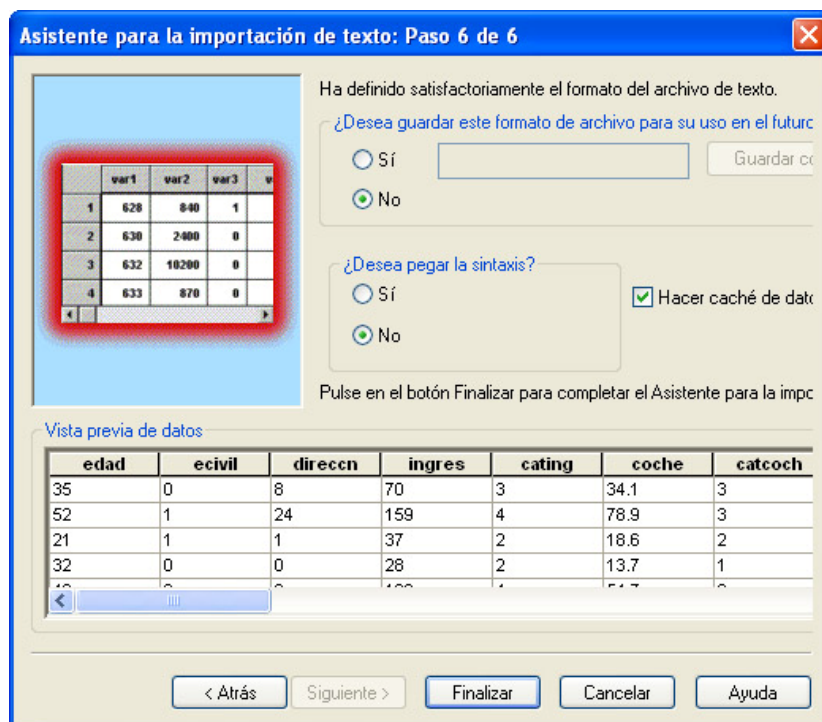 Asistente para la importación de texto: Paso 6 de 6
Ha definido satisfactoriamente el formato del archivo de texto.
¿Desea guardar este formato de archivo para su uso en el futuro
Sí
Guardar co
No
var1 var2 var3 v
1 628 840 1
2 630 2400 0
3 632 10200 0
4 633 870 0
¿Desea pegar la sintaxis?
Sí
No
Hacer caché de dato
Pulse en el botón Finalizar para completar el Asistente para la impo
Vista previa de datos
edad ecivil direccn ingres cating coche catcoch
35 0 8 70 3 34.1 3
52 1 24 159 4 78.9 3
21 1 1 37 2 18.6 2
32 0 0 28 2 13.7 1
< Atrás Siguiente > Finalizar Cancelar Ayuda